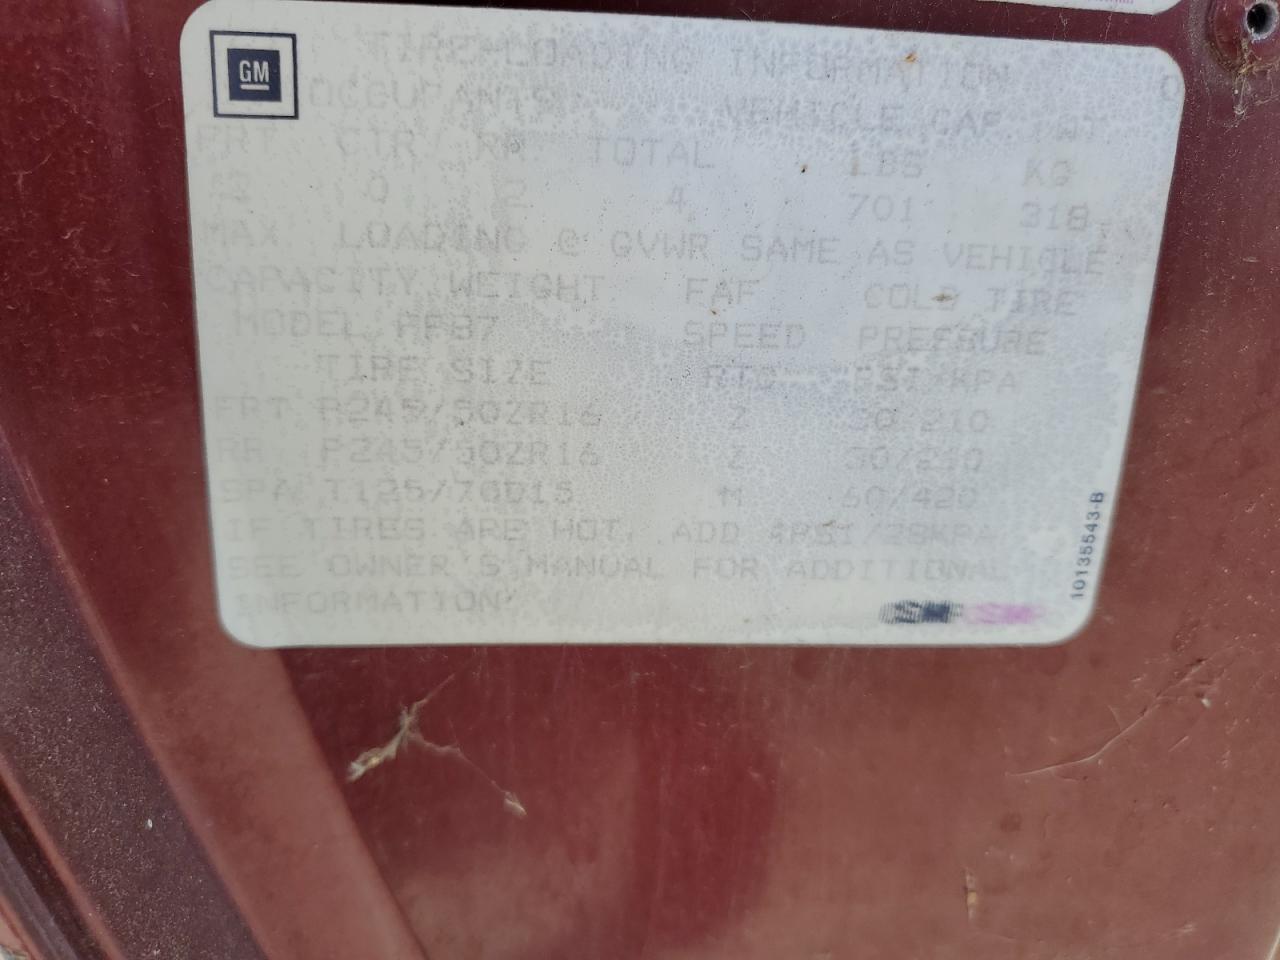 GM
TIRE-LOADING INFORMATION
OCCUPANTS VEHICLE CAP. WT
FRT CTR RR TOTAL LBS KG
2 0 2 4 701 318
MAX. LOADING @ GVWR SAME AS VEHICLE
CAPACITY WEIGHT FAF COLD TIRE
MODEL SPEED PRESSURE
TIRE SIZE RTG PSI/KPA
FRT P245/50ZR16 Z 30/210
RR P245/50ZR16 Z 30/210
SPA T125/70D15 M 60/420
IF TIRES ARE HOT, ADD 4PSI/28KPA
SEE OWNER'S MANUAL FOR ADDITIONAL
INFORMATION
10135543-B